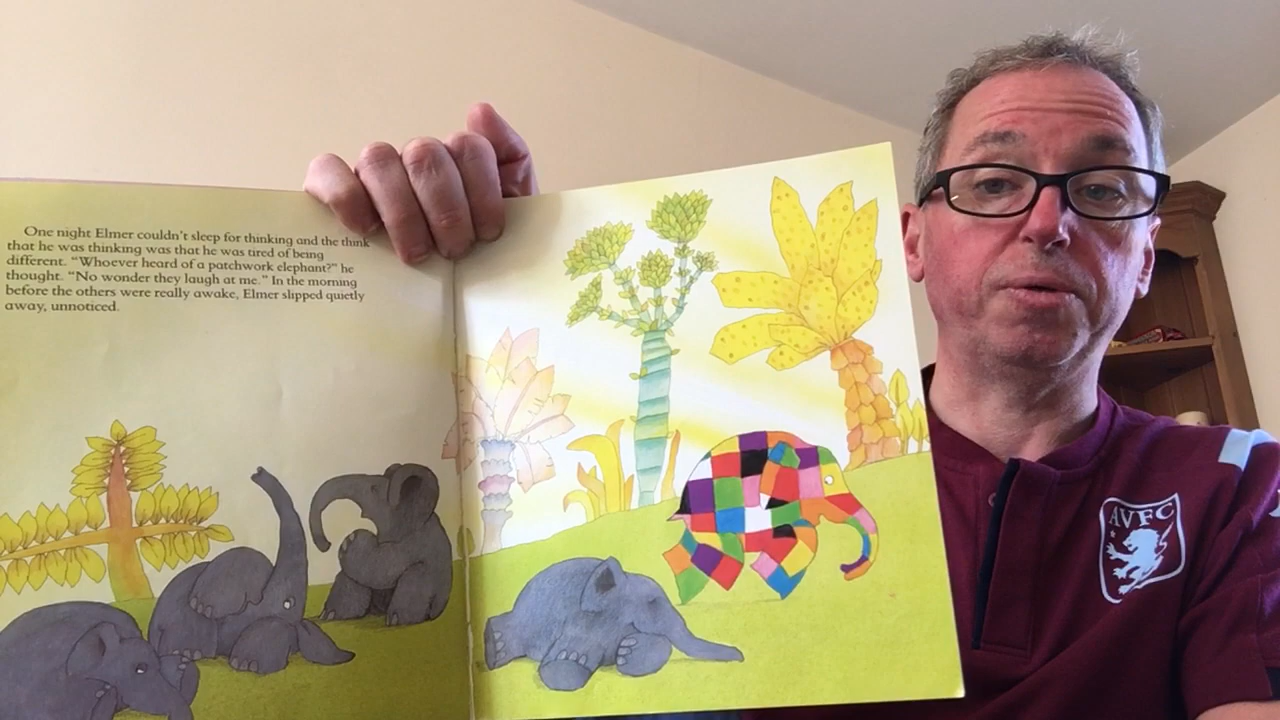 One night Elmer couldn't sleep for thinking and the think
that he was thinking was that he was tired of being
different. "Whoever heard of a patchwork elephant?" he
thought. "No wonder they laugh at me." In the morning
before the others were really awake, Elmer slipped quietly
away, unnoticed.
AVFC